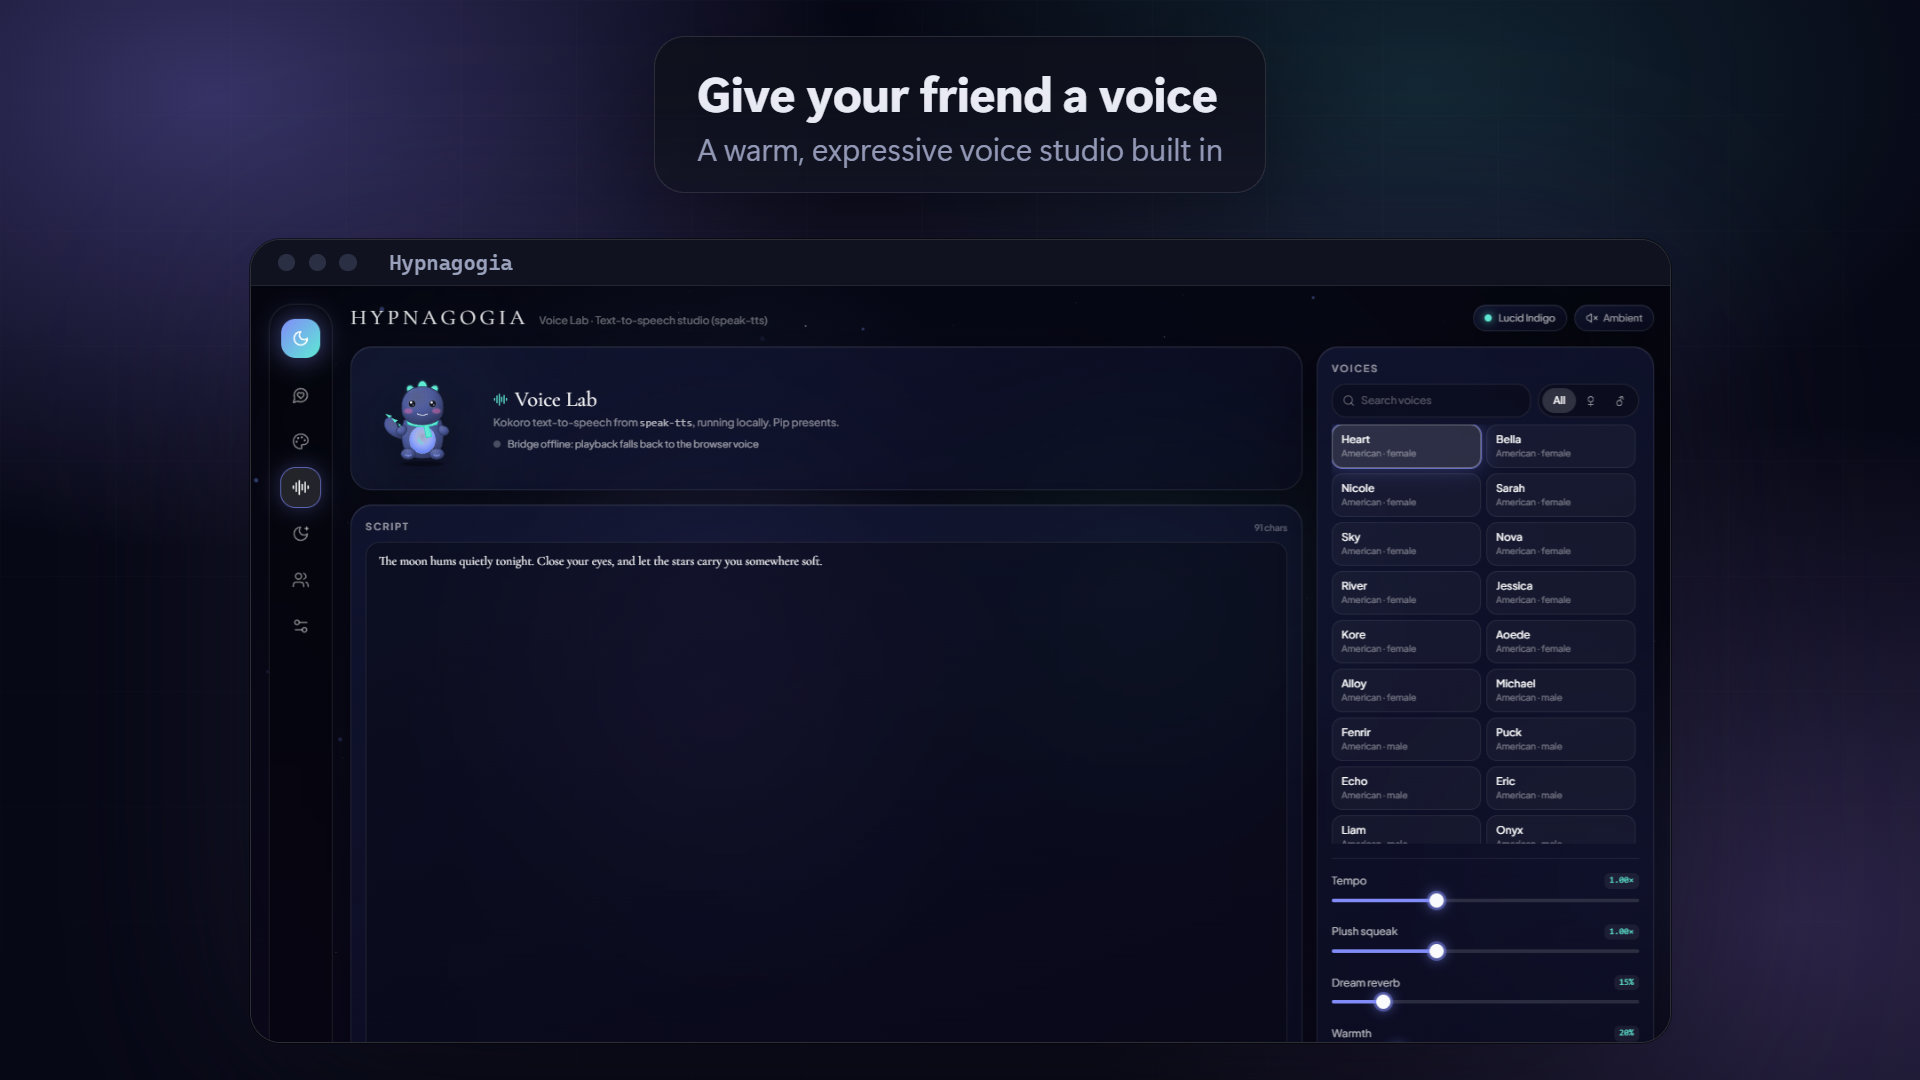 Give your friend a voice
A warm, expressive voice studio built in
Hypnagogia
HYPNAGOGIA
Voice Lab · Text-to-speech studio (speak-tts)
Lucid Indigo
Ambient
Voice Lab
Kokoro text-to-speech from speak-tts, running locally. Pip presents.
Bridge offline: playback falls back to the browser voice
SCRIPT
91 chars
The moon hums quietly tonight. Close your eyes, and let the stars carry you somewhere soft.
VOICES
Search voices
All ♀ ♂
Heart
American · female
Bella
American · female
Nicole
American · female
Sarah
American · female
Sky
American · female
Nova
American · female
River
American · female
Jessica
American · female
Kore
American · female
Aoede
American · female
Alloy
American · female
Michael
American · male
Fenrir
American · male
Puck
American · male
Echo
American · male
Eric
American · male
Liam
American · male
Onyx
American · male
Tempo
1.00×
Plush squeak
1.00×
Dream reverb
15%
Warmth
20%